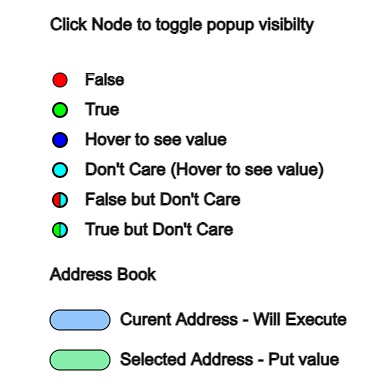 Click Node to toggle popup visibilty
False
True
Hover to see value
Don't Care (Hover to see value)
False but Don't Care
True but Don't Care
Address Book
Curent Address - Will Execute
Selected Address - Put value